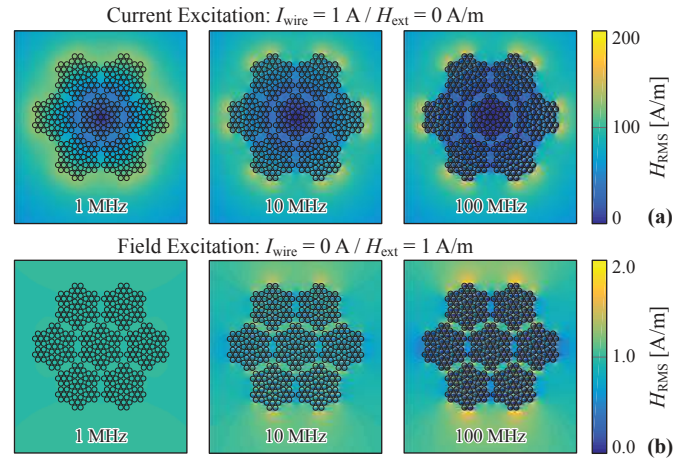 Current Excitation: I_wire = 1 A / H_ext = 0 A/m
200
100
0
H_RMS [A/m]
1 MHz
10 MHz
100 MHz
(a)
Field Excitation: I_wire = 0 A / H_ext = 1 A/m
2.0
1.0
0.0
H_RMS [A/m]
1 MHz
10 MHz
100 MHz
(b)